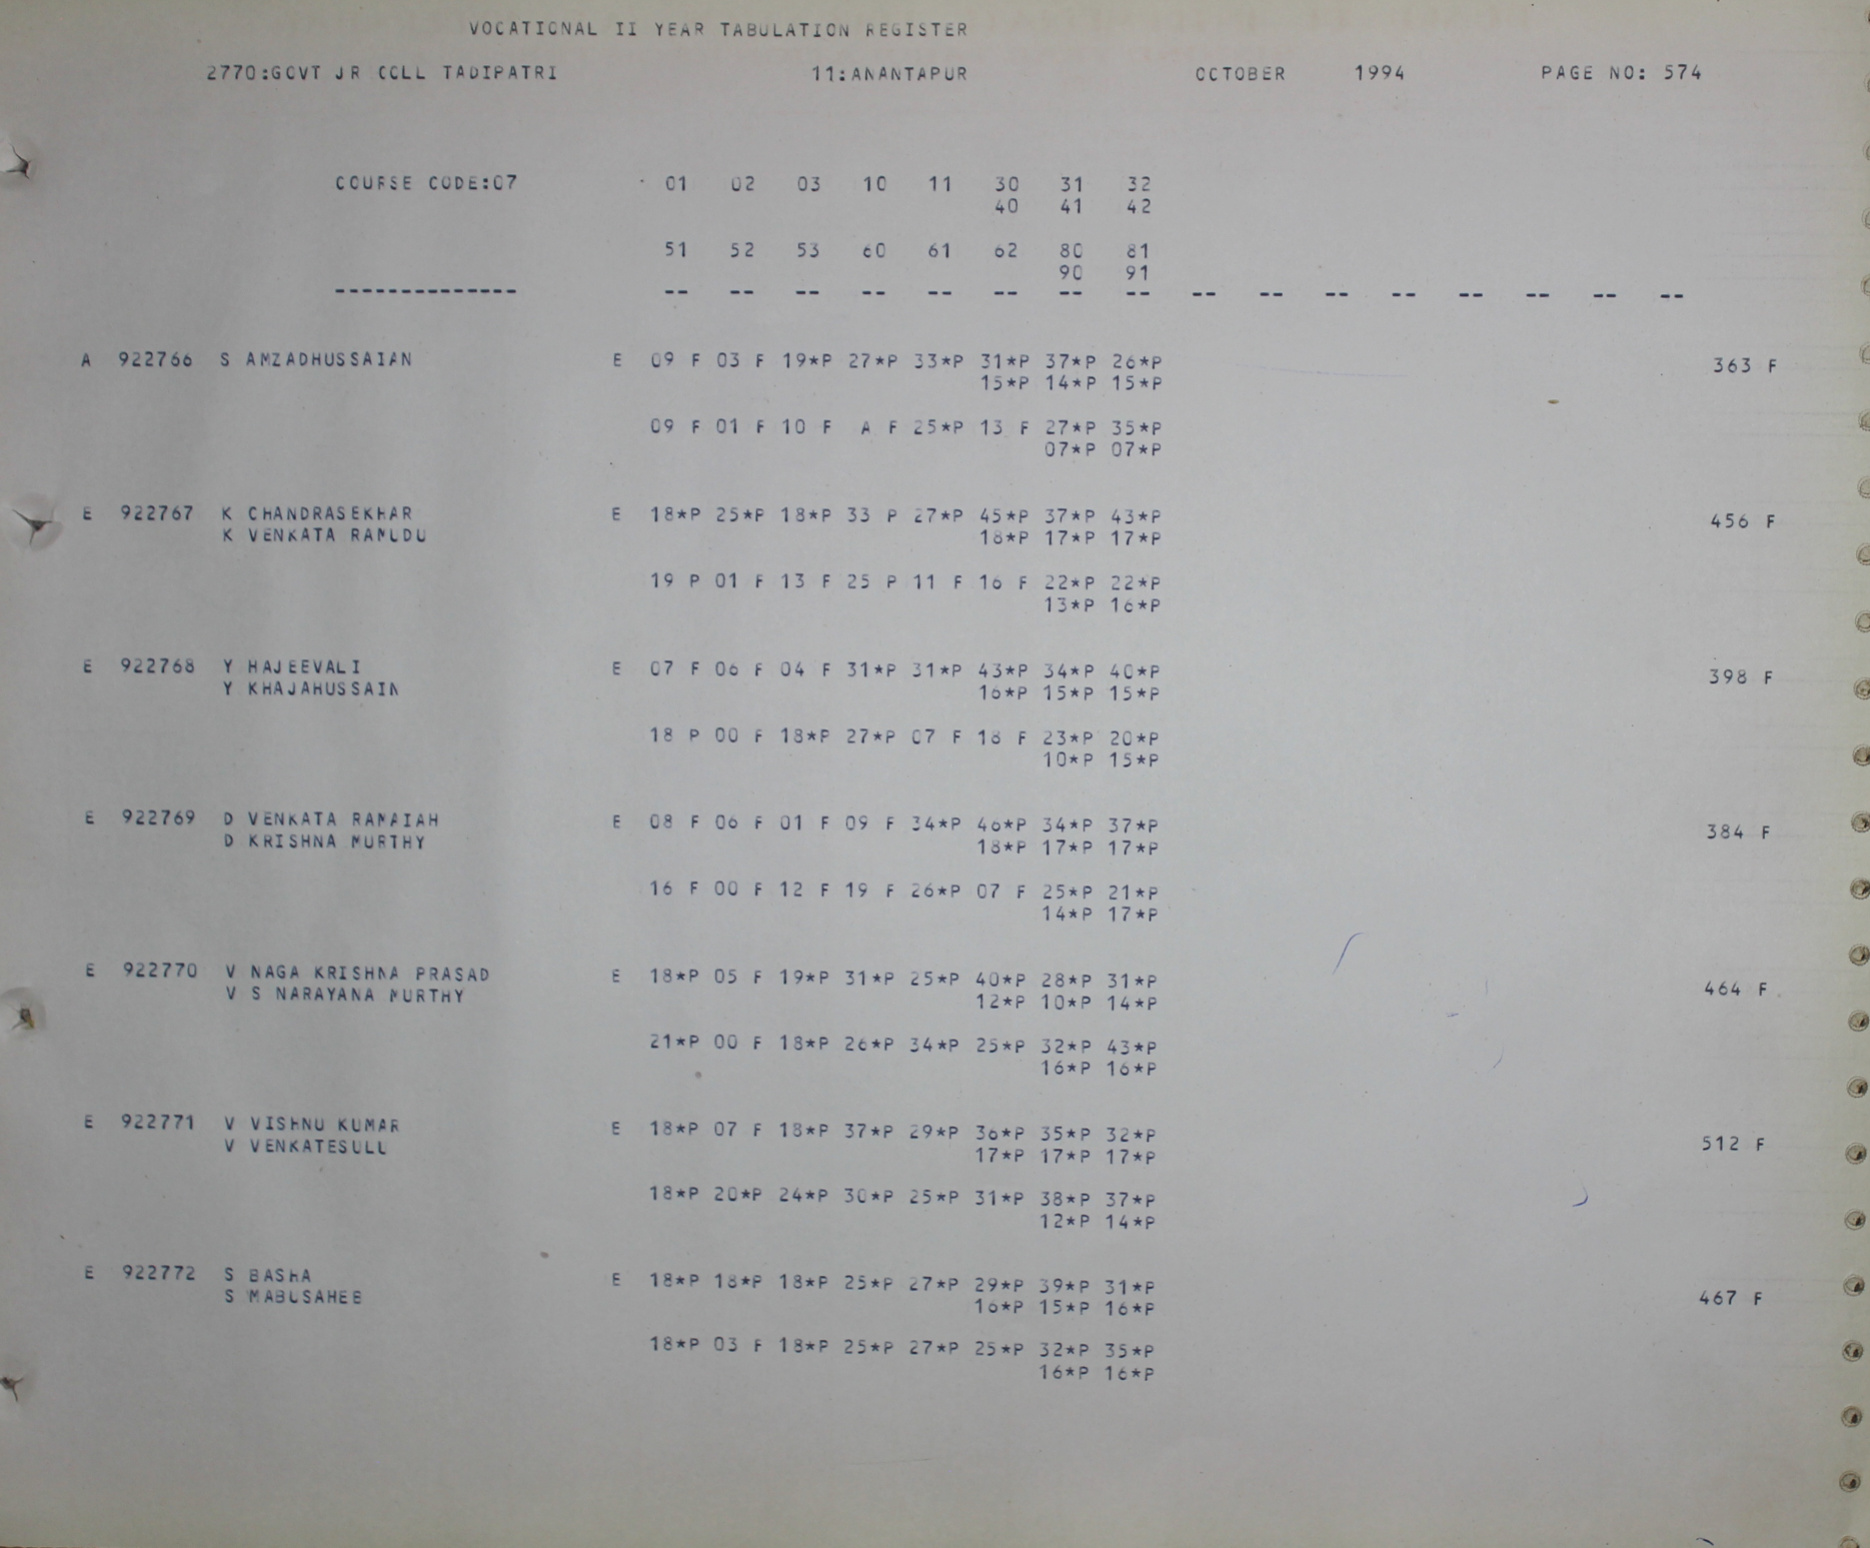 VOCATIONAL II YEAR TABULATION REGISTER
2770:GOVT JR COLL TADIPATRI 11:ANANTAPUR OCTOBER 1994 PAGE NO: 574
COURSE CODE:07 01 02 03 10 11 30 31 32
40 41 42
51 52 53 60 61 62 80 81
90 91
-------------- -- -- -- -- -- -- -- -- -- -- -- -- -- -- -- --
A 922766 S AMZADHUSSAIAN E 09 F 03 F 19*P 27*P 33*P 31*P 37*P 26*P 363 F
15*P 14*P 15*P
09 F 01 F 10 F A F 25*P 13 F 27*P 35*P
07*P 07*P
E 922767 K CHANDRASEKHAR E 18*P 25*P 18*P 33 P 27*P 45*P 37*P 43*P 456 F
K VENKATA RAMUDU 18*P 17*P 17*P
19 P 01 F 13 F 25 P 11 F 16 F 22*P 22*P
13*P 16*P
E 922768 Y HAJEEVALI E 07 F 06 F 04 F 31*P 31*P 43*P 34*P 40*P 398 F
Y KHAJAHUSSAIN 16*P 15*P 15*P
18 P 00 F 18*P 27*P 07 F 18 F 23*P 20*P
10*P 15*P
E 922769 D VENKATA RAMAIAH E 08 F 06 F 01 F 09 F 34*P 46*P 34*P 37*P 384 F
D KRISHNA MURTHY 18*P 17*P 17*P
16 F 00 F 12 F 19 F 26*P 07 F 25*P 21*P
14*P 17*P
E 922770 V NAGA KRISHNA PRASAD E 18*P 05 F 19*P 31*P 25*P 40*P 28*P 31*P 464 F
V S NARAYANA MURTHY 12*P 10*P 14*P
21*P 00 F 18*P 26*P 34*P 25*P 32*P 43*P
16*P 16*P
E 922771 V VISHNU KUMAR E 18*P 07 F 18*P 37*P 29*P 36*P 35*P 32*P 512 F
V VENKATESULU 17*P 17*P 17*P
18*P 20*P 24*P 30*P 25*P 31*P 38*P 37*P
12*P 14*P
E 922772 S BASHA E 18*P 18*P 18*P 25*P 27*P 29*P 39*P 31*P 467 F
S MABUSAHEB 16*P 15*P 16*P
18*P 03 F 18*P 25*P 27*P 25*P 32*P 35*P
16*P 16*P